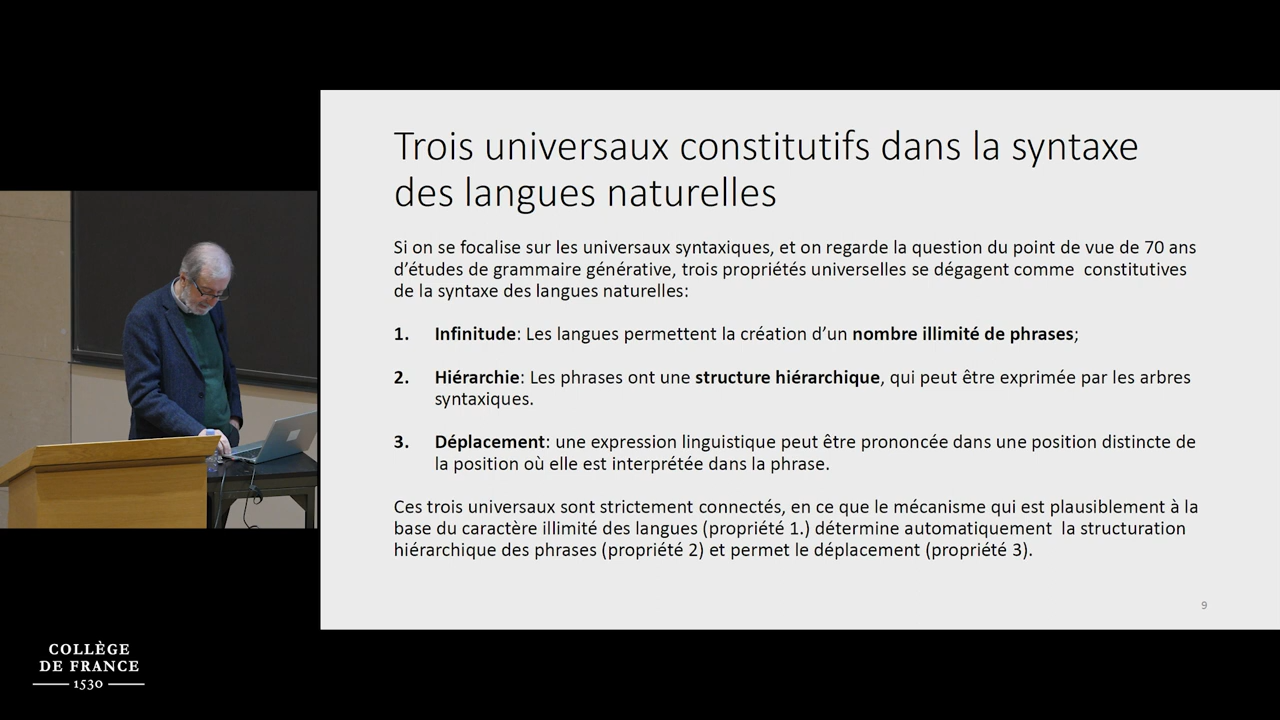 Trois universaux constitutifs dans la syntaxe
des langues naturelles
Si on se focalise sur les universaux syntaxiques, et on regarde la question du point de vue de 70 ans
d’études de grammaire générative, trois propriétés universelles se dégagent comme constitutives
de la syntaxe des langues naturelles:
1. Infinitude: Les langues permettent la création d’un nombre illimité de phrases;
2. Hiérarchie: Les phrases ont une structure hiérarchique, qui peut être exprimée par les arbres
syntaxiques.
3. Déplacement: une expression linguistique peut être prononcée dans une position distincte de
la position où elle est interprétée dans la phrase.
Ces trois universaux sont strictement connectés, en ce que le mécanisme qui est plausiblement à la
base du caractère illimité des langues (propriété 1.) détermine automatiquement la structuration
hiérarchique des phrases (propriété 2) et permet le déplacement (propriété 3).
9
COLLÈGE
DE FRANCE
1530